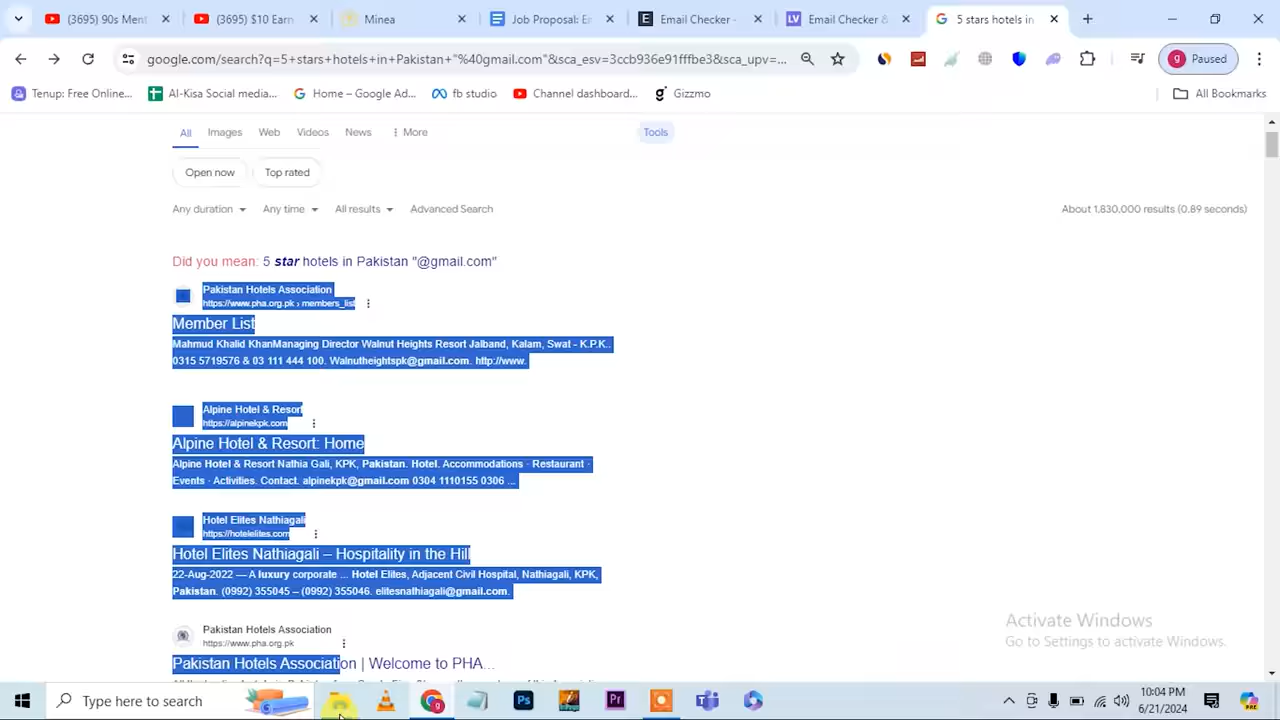 (3695) 90s Ment
(3695) $10 Earn
Minea
Job Proposal: E
Email Checker -
Email Checker &
5 stars hotels in
google.com/search?q=5+stars+hotels+in+Pakistan+"%40gmail.com"&sca_esv=3ccb936e91fffbe3&sca_upv=...
Paused
Tenup: Free Online...
Al-Kisa Social media...
Home – Google Ad...
fb studio
Channel dashboard...
Gizzmo
All Bookmarks
All
Images
Web
Videos
News
More
Tools
Open now
Top rated
Any duration
Any time
All results
Advanced Search
About 1,830,000 results (0.89 seconds)
Did you mean: 5 star hotels in Pakistan "@gmail.com"
Pakistan Hotels Association
https://www.pha.org.pk › members_list
Member List
Mahmud Khalid KhanManaging Director Walnut Heights Resort Jalband, Kalam, Swat - K.P.K..
0315 5719576 & 03 111 444 100. Walnutheightspk@gmail.com. http://www.
Alpine Hotel & Resort
https://alpinekpk.com
Alpine Hotel & Resort: Home
Alpine Hotel & Resort Nathia Gali, KPK, Pakistan. Hotel. Accommodations · Restaurant ·
Events · Activities. Contact. alpinekpk@gmail.com 0304 1110155 0306 ...
Hotel Elites Nathiagali
https://hotelelites.com
Hotel Elites Nathiagali – Hospitality in the Hill
22-Aug-2022 — A luxury corporate ... Hotel Elites, Adjacent Civil Hospital, Nathiagali, KPK,
Pakistan. (0992) 355045 – (0992) 355046. elitesnathiagali@gmail.com.
Pakistan Hotels Association
https://www.pha.org.pk
Pakistan Hotels Association | Welcome to PHA...
Activate Windows
Go to Settings to activate Windows.
Type here to search
10:04 PM
6/21/2024